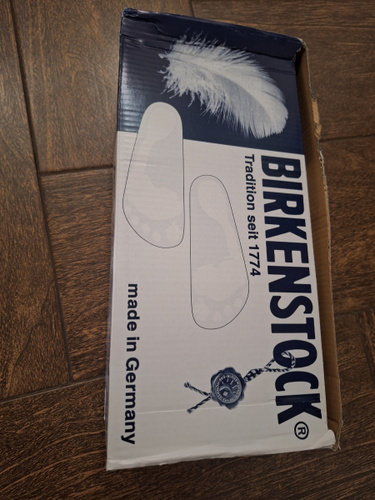 BIRKENSTOCK®
Tradition seit 1774
made in Germany